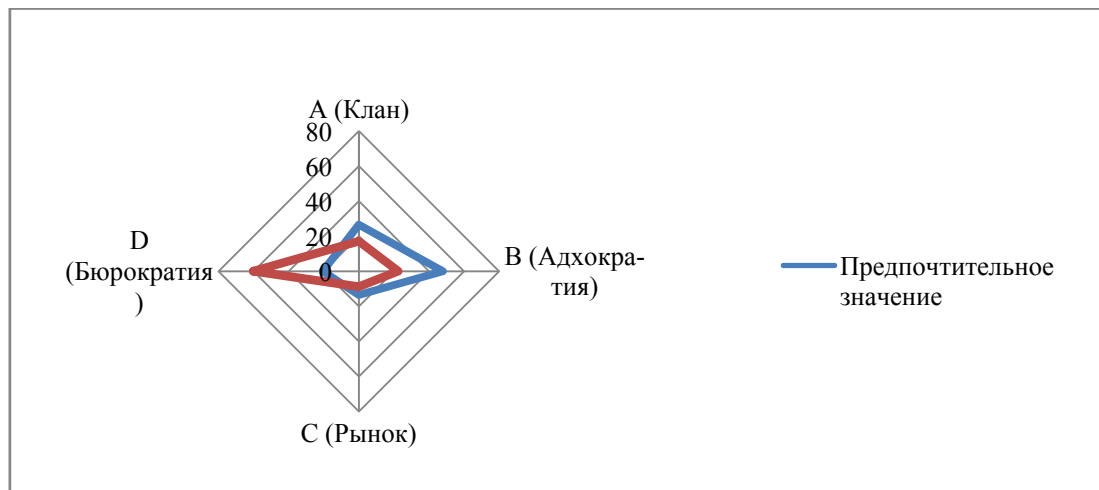 A (Клан)
80
60
40
20
0
B (Адхокра-
тия)
C (Рынок)
D
(Бюрократия
)
Предпочтительное
значение